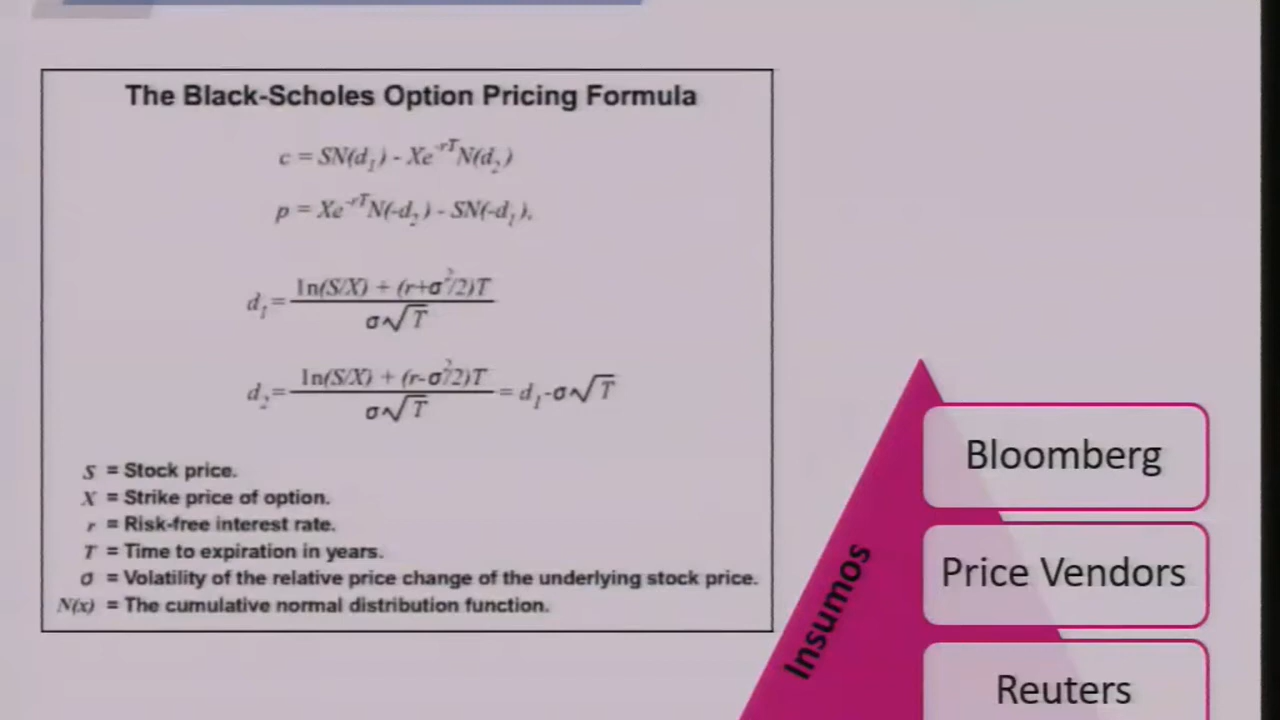 The Black-Scholes Option Pricing Formula
c = SN(d₁) - Xe⁻ʳᵀN(d₂)
p = Xe⁻ʳᵀN(-d₂) - SN(-d₁).
d₁ = ln(S/X) + (r+σ²/2)T / σ√T
d₂ = ln(S/X) + (r-σ²/2)T / σ√T = d₁-σ√T
S = Stock price.
X = Strike price of option.
r = Risk-free interest rate.
T = Time to expiration in years.
σ = Volatility of the relative price change of the underlying stock price.
N(x) = The cumulative normal distribution function.
Insumos
Bloomberg
Price Vendors
Reuters